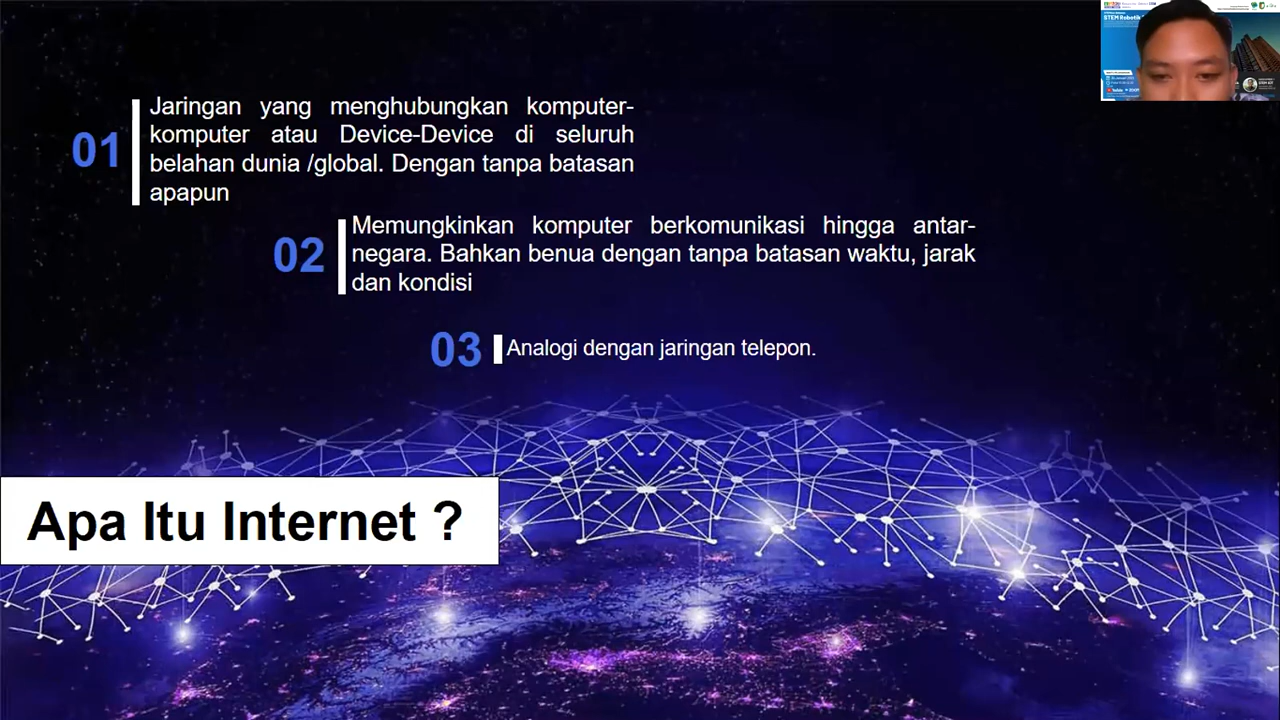 Jaringan yang menghubungkan komputer-
01
komputer atau Device-Device di seluruh
belahan dunia /global. Dengan tanpa batasan
apapun
Memungkinkan komputer berkomunikasi hingga antar-
02
negara. Bahkan benua dengan tanpa batasan waktu, jarak
dan kondisi
03
Analogi dengan jaringan telepon.
Apa Itu Internet ?
STEM Robotik